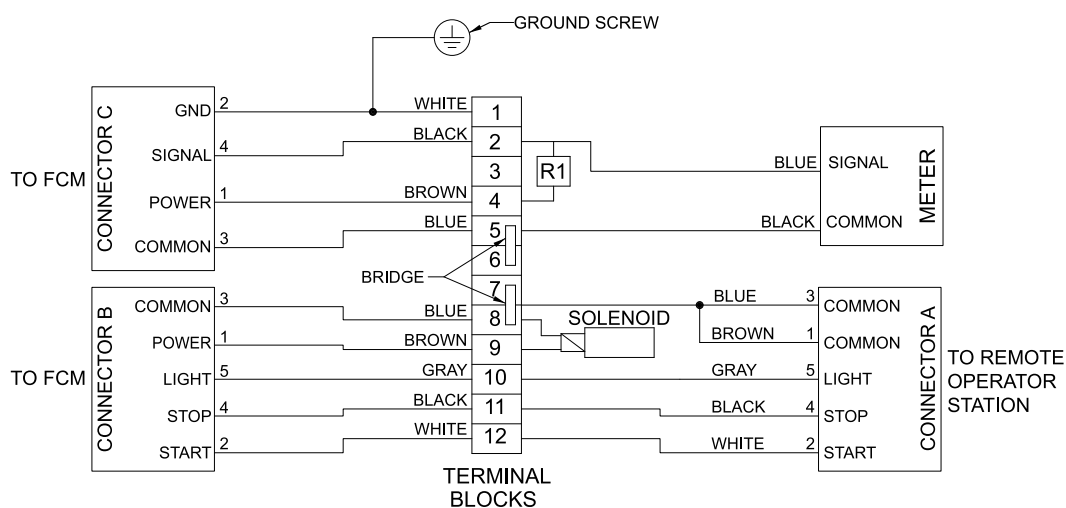 GROUND SCREW
CONNECTOR C
TO FCM
GND 2
SIGNAL 4
POWER 1
COMMON 3
WHITE
BLACK
BROWN
BLUE
1
2
3
4
5
6
7
8
9
10
11
12
R1
BLUE SIGNAL
BLACK COMMON
METER
BRIDGE
CONNECTOR B
TO FCM
COMMON 3
POWER 1
LIGHT 5
STOP 4
START 2
BLUE
BROWN
GRAY
BLACK
WHITE
SOLENOID
BLUE 3 COMMON
BROWN 1 COMMON
GRAY 5 LIGHT
BLACK 4 STOP
WHITE 2 START
CONNECTOR A
TO REMOTE
OPERATOR
STATION
TERMINAL
BLOCKS